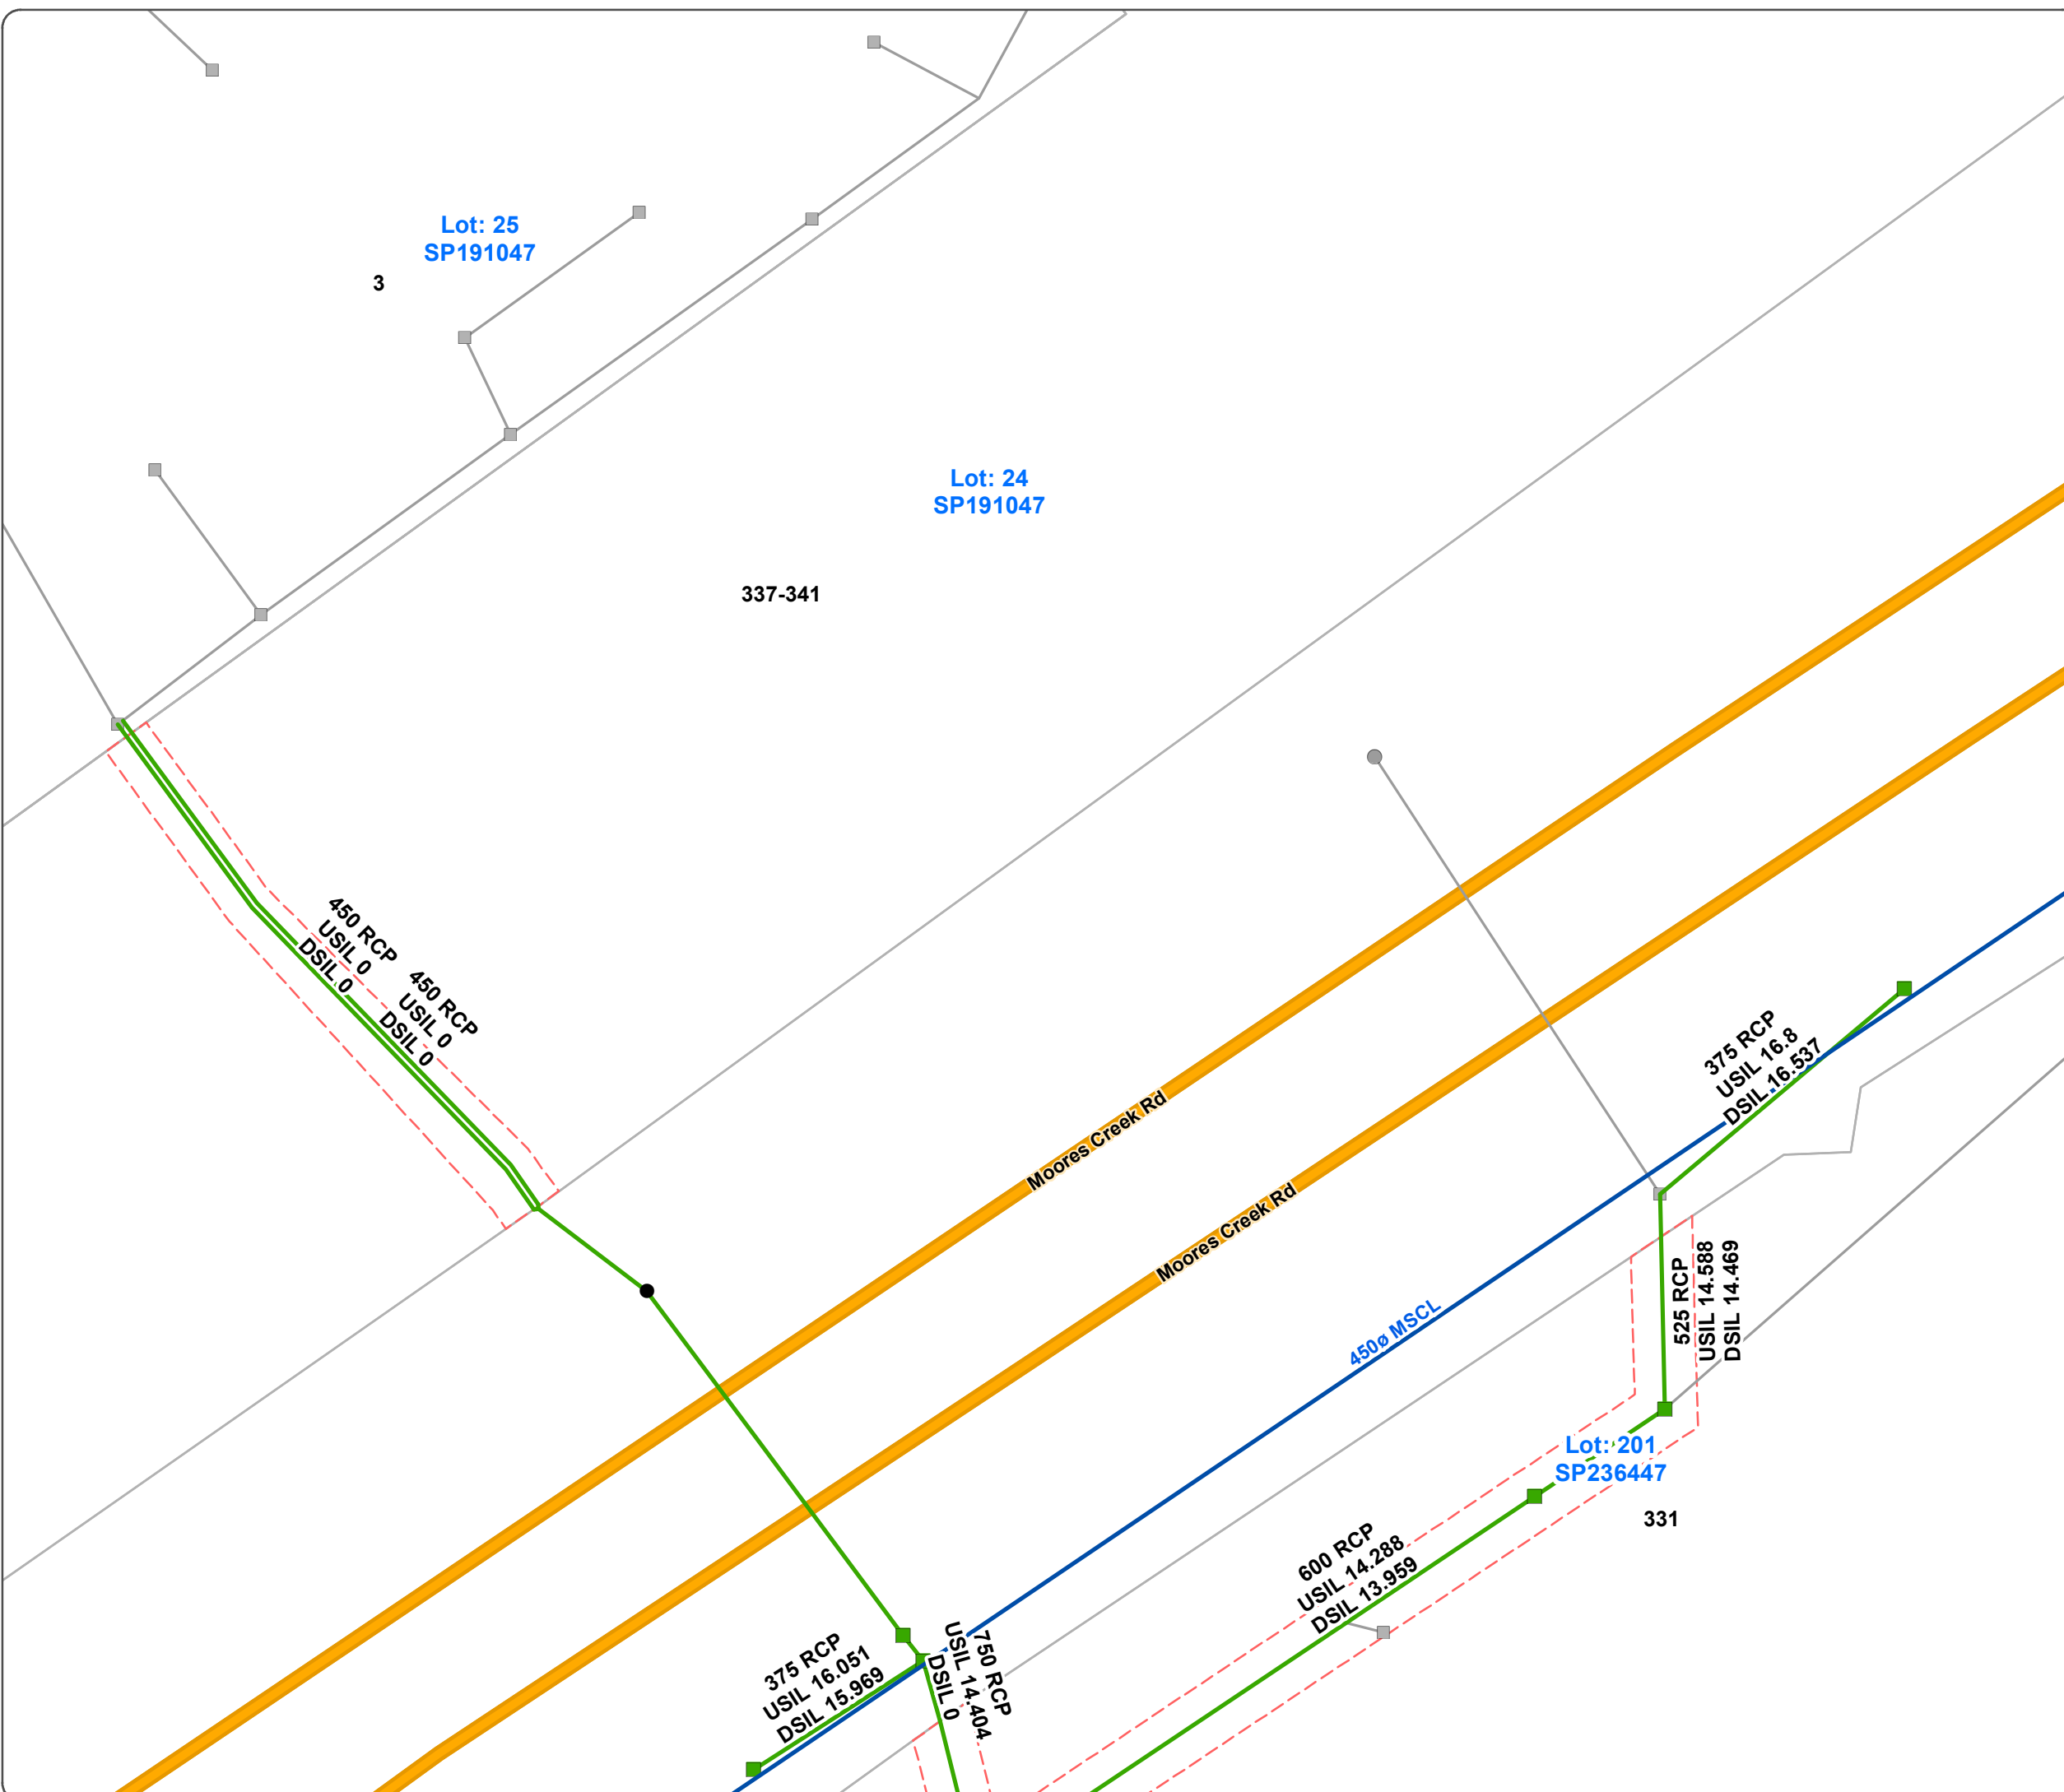 Lot: 25
SP191047
3
Lot: 24
SP191047
337-341
450 RCP
USIL 0
DSIL 0
450 RCP
USIL 0
DSIL 0
375 RCP
USIL 16.8
DSIL 16.537
Moores Creek Rd
Moores Creek Rd
450ø MSCL
525 RCP
USIL 14.588
DSIL 14.469
Lot: 201
SP236447
331
600 RCP
USIL 14.288
DSIL 13.959
375 RCP
USIL 16.051
DSIL 15.969
750 RCP
USIL 14.404
DSIL 0